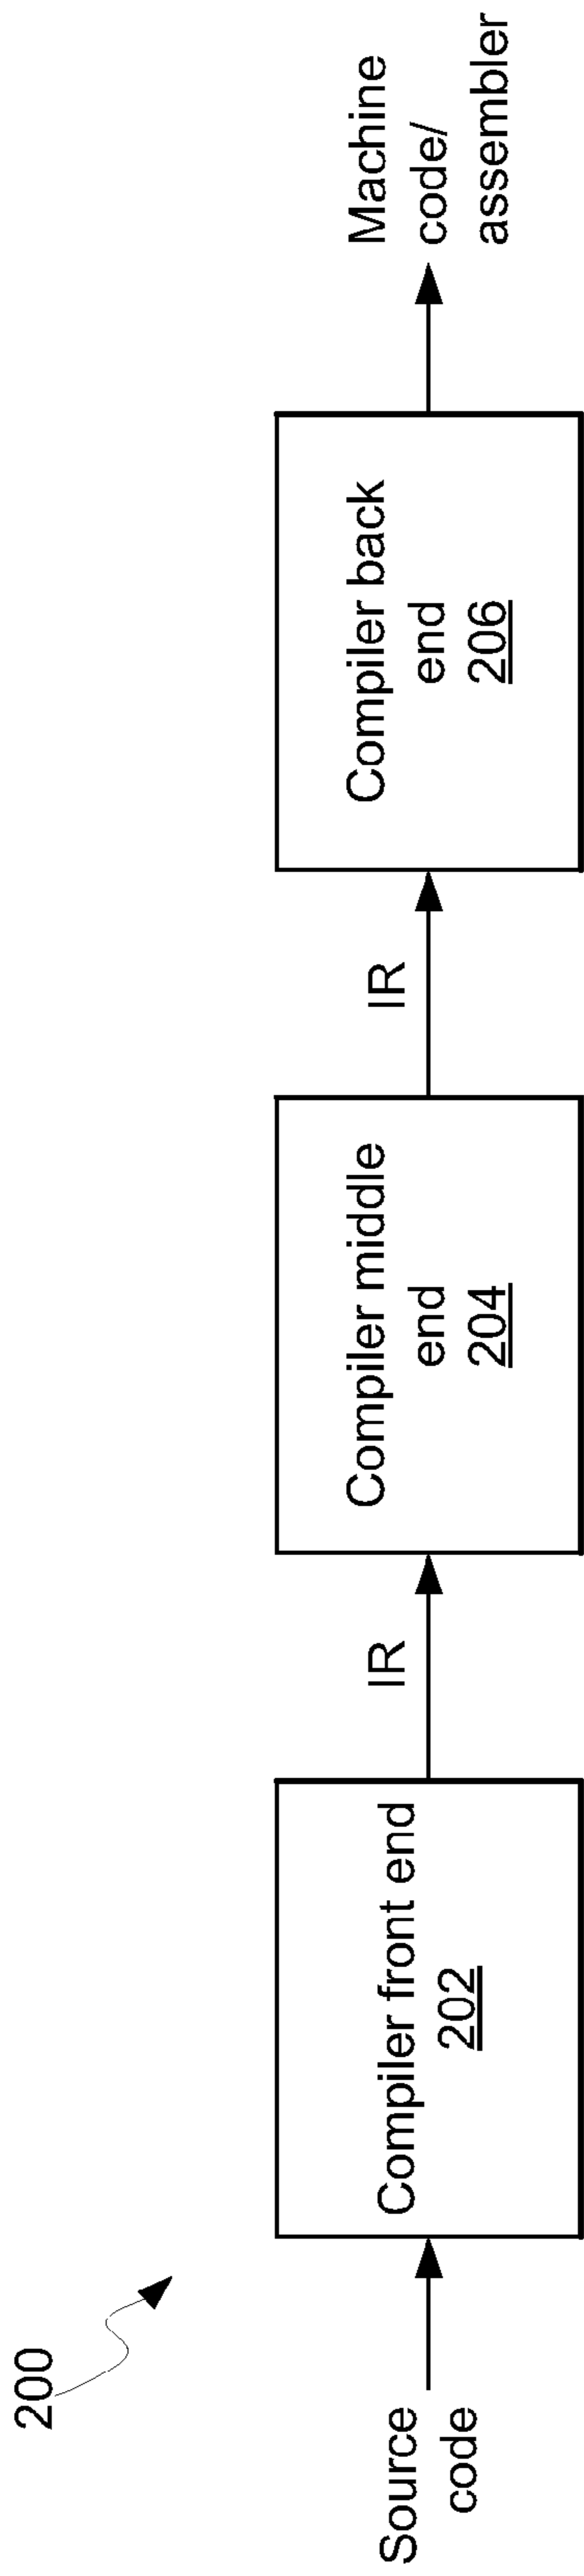 200
Source
code
Compiler front end
202
IR
Compiler middle
end
204
IR
Compiler back
end
206
Machine
code/
assembler